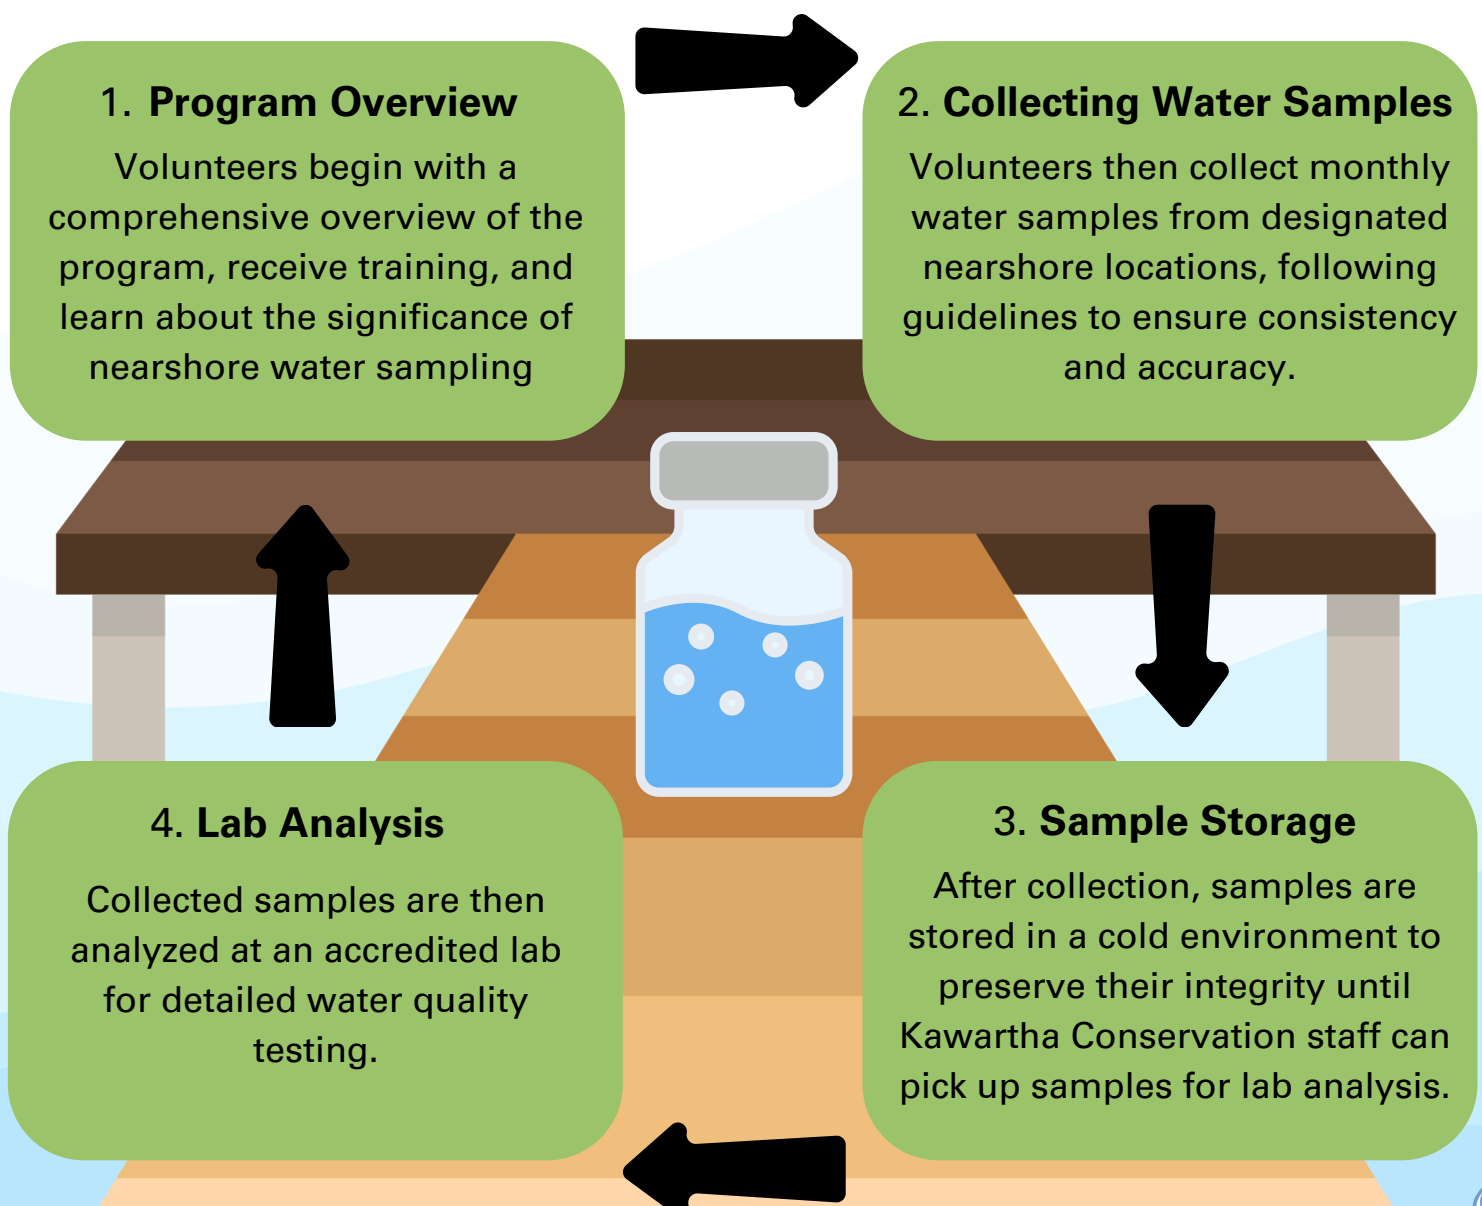 1. Program Overview
Volunteers begin with a
comprehensive overview of the
program, receive training, and
learn about the significance of
nearshore water sampling
2. Collecting Water Samples
Volunteers then collect monthly
water samples from designated
nearshore locations, following
guidelines to ensure consistency
and accuracy.
3. Sample Storage
After collection, samples are
stored in a cold environment to
preserve their integrity until
Kawartha Conservation staff can
pick up samples for lab analysis.
4. Lab Analysis
Collected samples are then
analyzed at an accredited lab
for detailed water quality
testing.